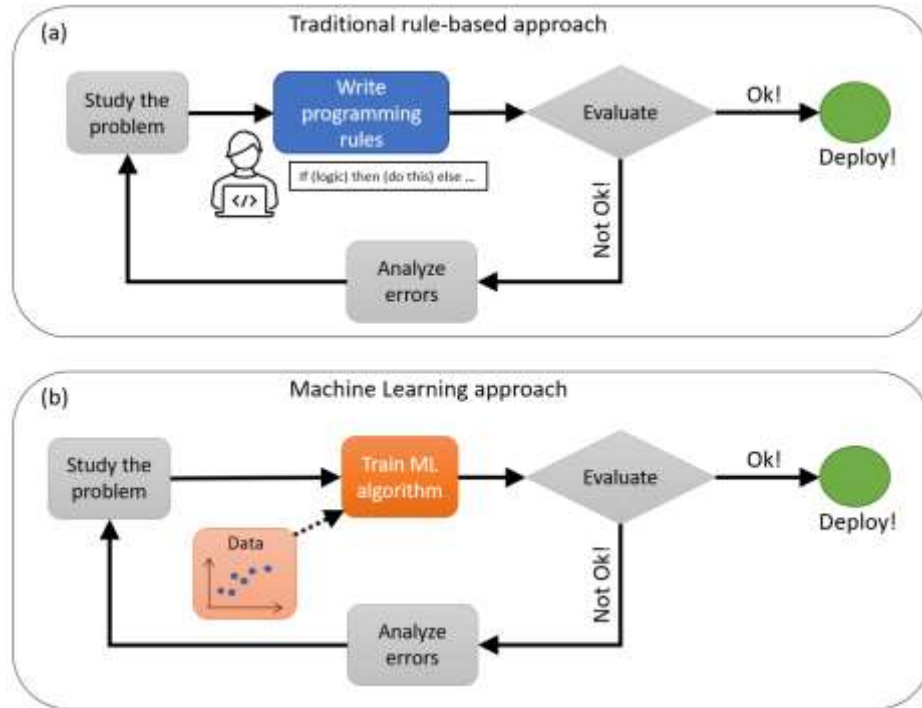 (a)
Traditional rule-based approach
Study the
problem
Write
programming
rules
Evaluate
Ok!
Deploy!
</>
If (logic) then (do this) else ...
Not Ok!
Analyze
errors
(b)
Machine Learning approach
Study the
problem
Train ML
algorithm
Evaluate
Ok!
Deploy!
Data
Not Ok!
Analyze
errors